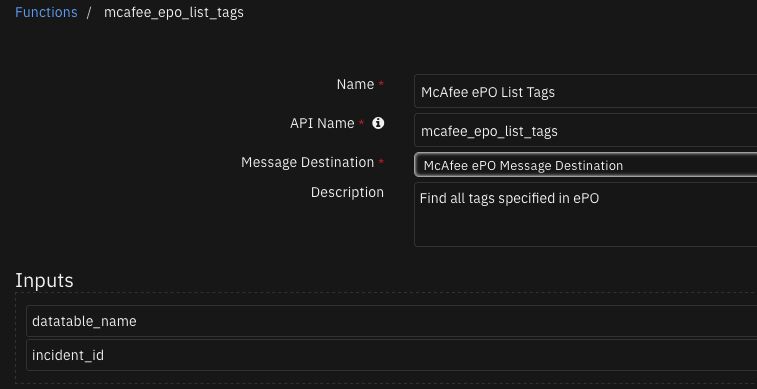 Functions / mcafee_epo_list_tags
Name * McAfee ePO List Tags
API Name * mcafee_epo_list_tags
Message Destination * McAfee ePO Message Destination
Description Find all tags specified in ePO
Inputs
datatable_name
incident_id